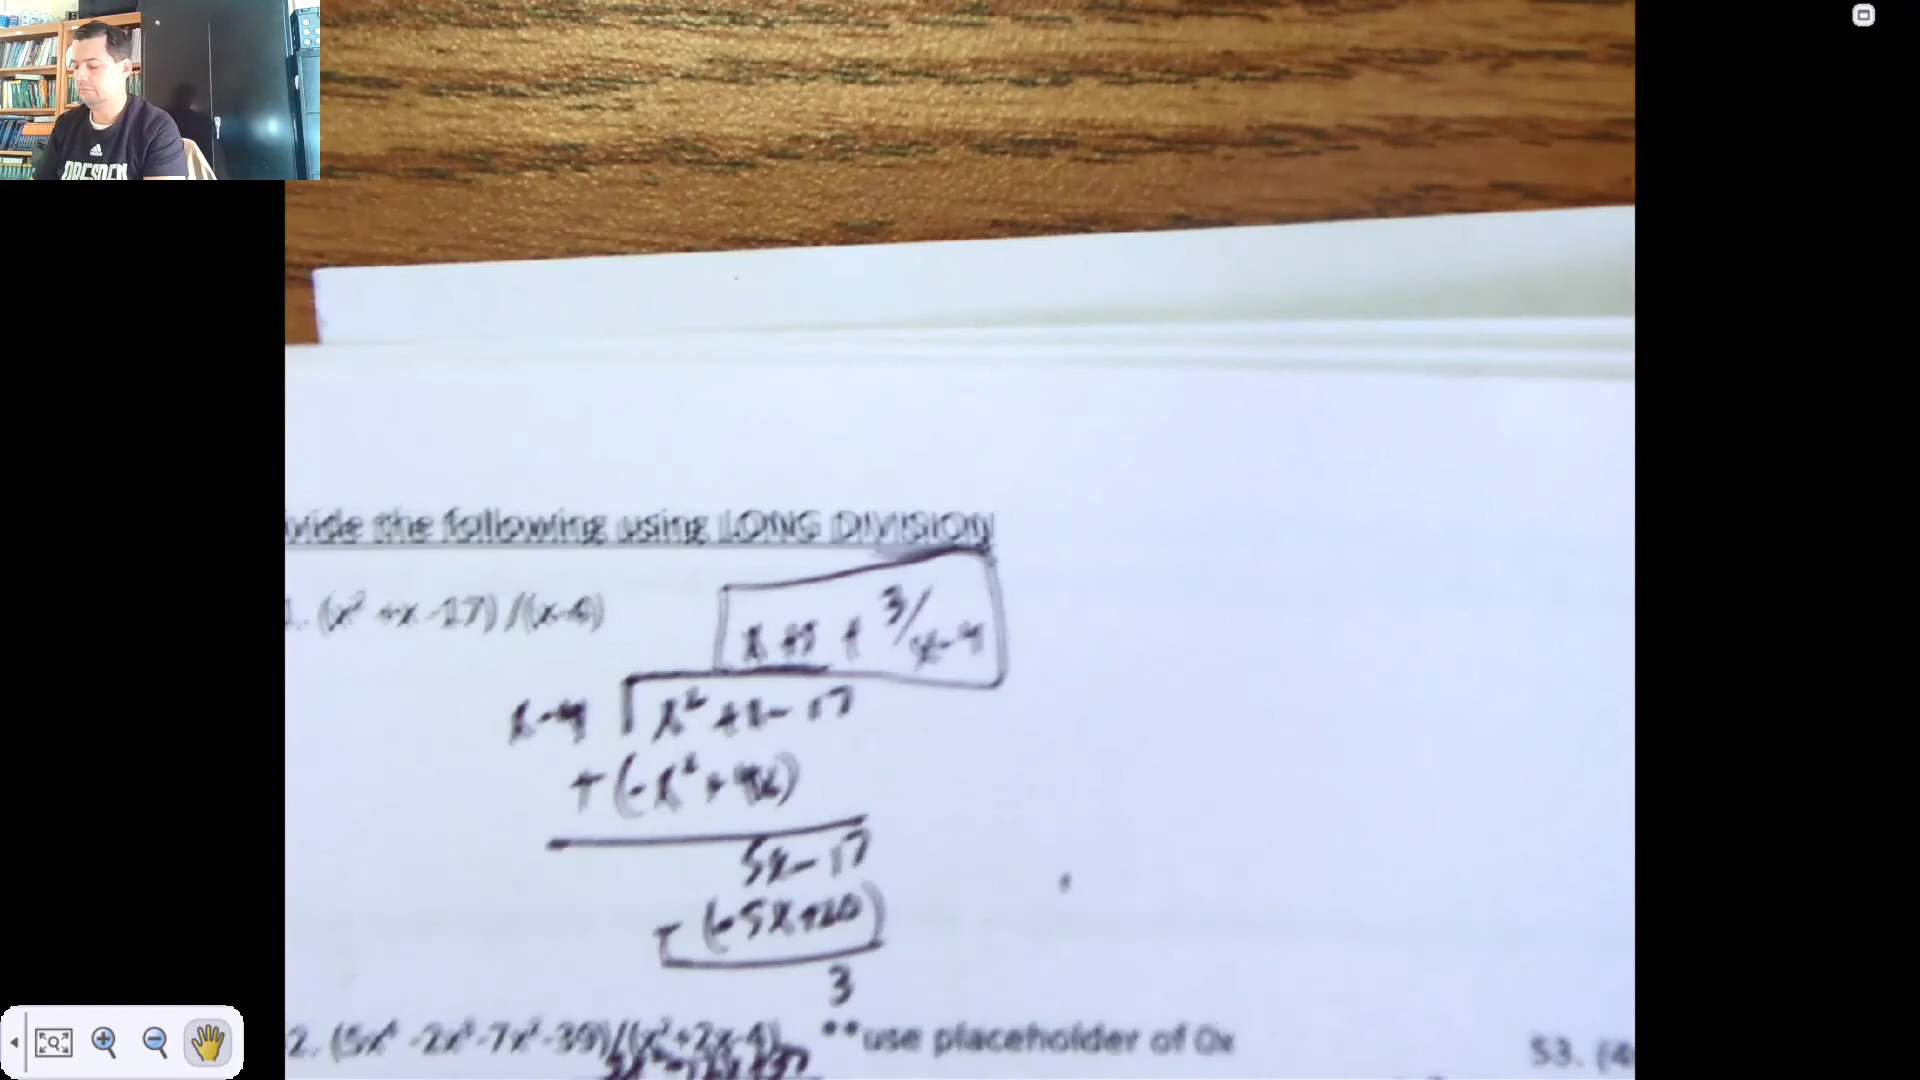 DRESDEN
vide the following using LONG DIVISION
1. (x² +x -17) /(x-4)
x +5 + 3/x-4
x-4 x² +x- 17
+ (-x² + 4x)
5x - 17
+ (-5x+20)
3
2. (5x⁴ -2x³-7x²-39)/(x²+2x-4) **use placeholder of 0x
53. (4